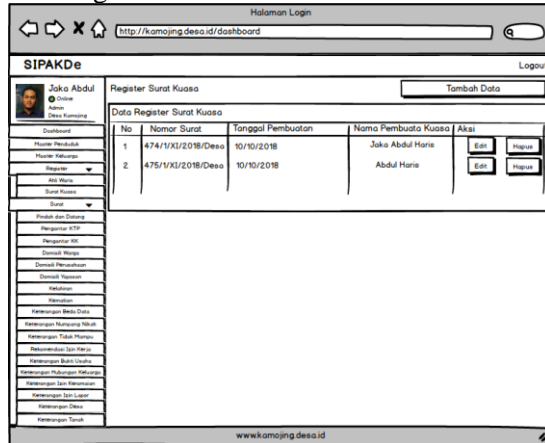 Halaman Login
http://kamojing.desa.id/dashboard
SIPAKDe
Logou
Jaka Abdul
Online
Admin
Desa Kamojing
Register Surat Kuasa
Tambah Data
Data Register Surat Kuasa
No Nomor Surat Tanggal Pembuatan Nama Pembuata Kuasa Aksi
1 474/1/XI/2018/Desa 10/10/2018 Jaka Abdul Haris Edit Hapus
2 475/1/XI/2018/Desa 10/10/2018 Abdul Haris Edit Hapus
Dashboard
Master Penduduk
Master Keluarga
Register
Ahli Waris
Surat Kuasa
Surat
Pindah dan Datang
Pengantar KTP
Pengantar KK
Domisili Warga
Domisili Perusahaan
Domisili Yayasan
Kelahiran
Kematian
Keterangan Beda Data
Keterangan Numpang Nikah
Keterangan Tidak Mampu
Rekomendasi Izin Kerja
Keterangan Bukti Usaha
Keterangan Hubungan Keluarga
Keterangan Izin Keramaian
Keterangan Izin Lapor
Keterangan Desa
Keterangan Tanah
www.kamojing.desa.id